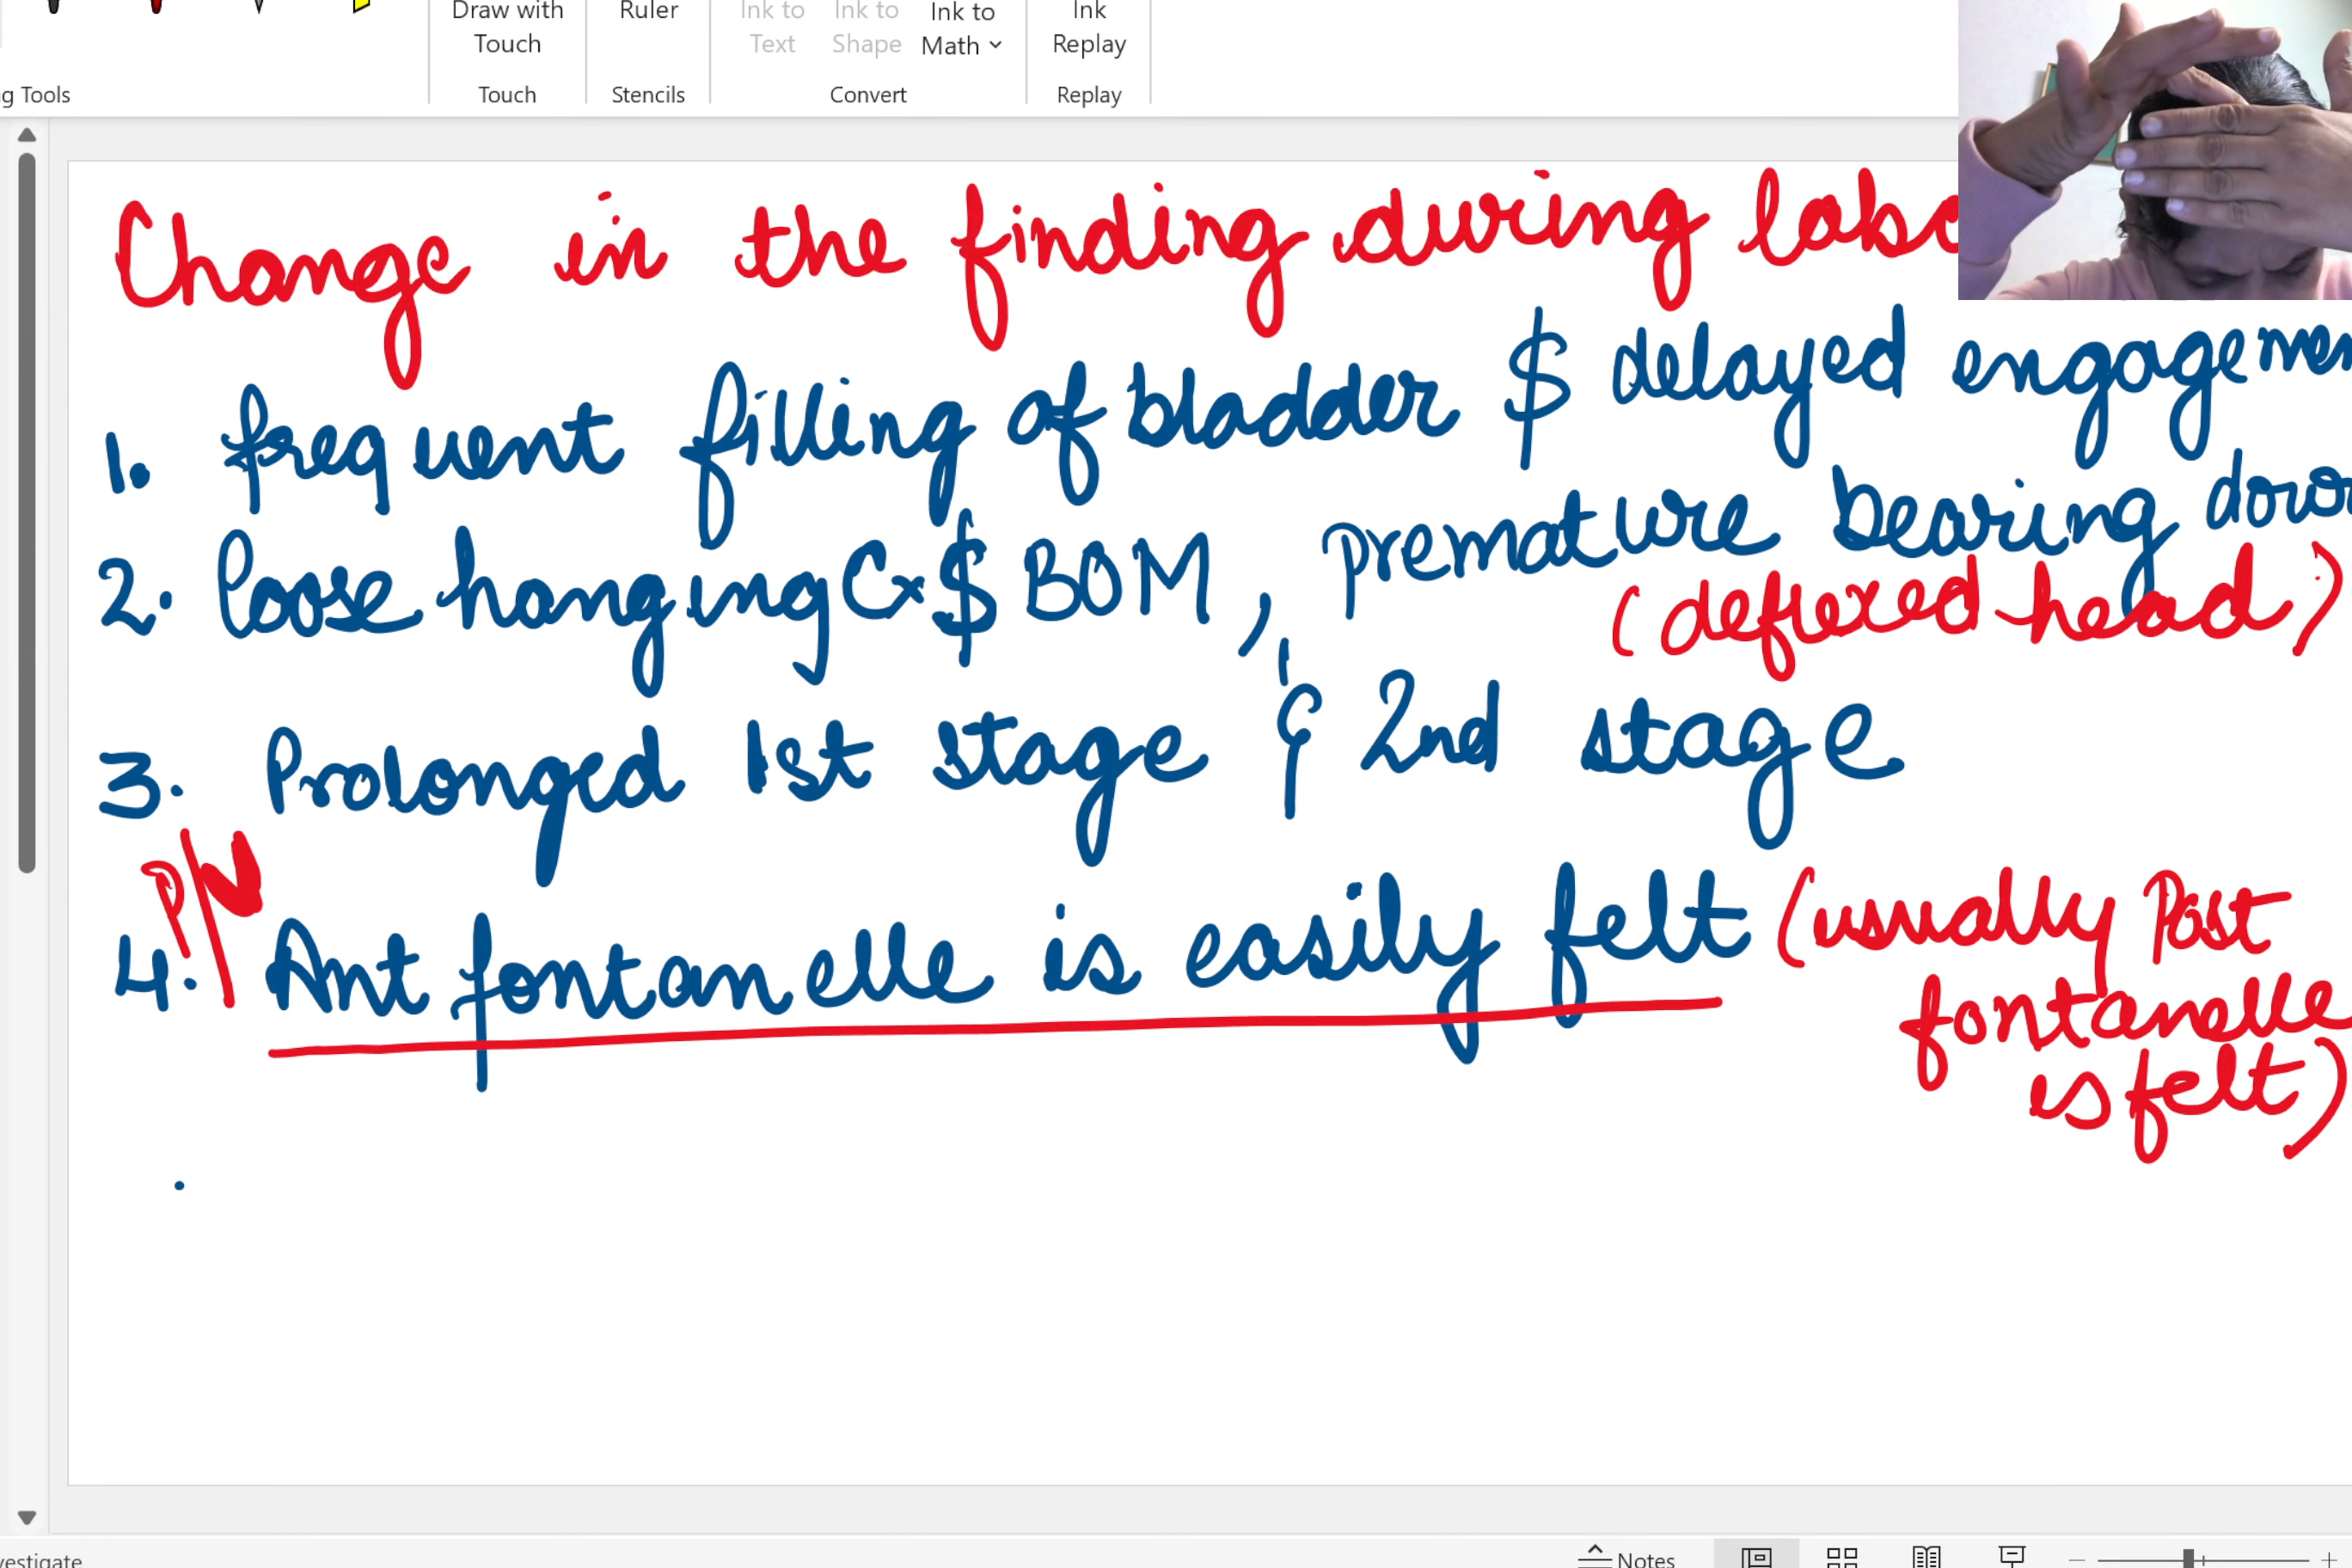 Draw with Touch
Ruler
Ink to Text
Ink to Shape
Ink to Math
Ink Replay
g Tools
Touch
Stencils
Convert
Replay
Change in the finding during labo
1. frequent filling of bladder $ delayed engagemen
2. loose hanging Cx $ BOM, premature bearing dow
(deflexed head)
3. Prolonged 1st stage & 2nd stage
P/V
4. Ant fontanelle is easily felt (usually Post
fontanelle
is felt)
vestigate
Notes